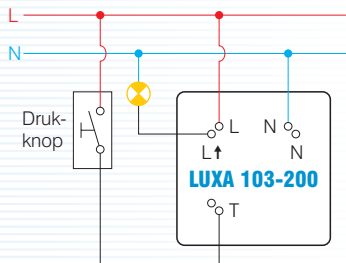 L
N
Druk-
knop
L N
L↑ N
LUXA 103-200
T